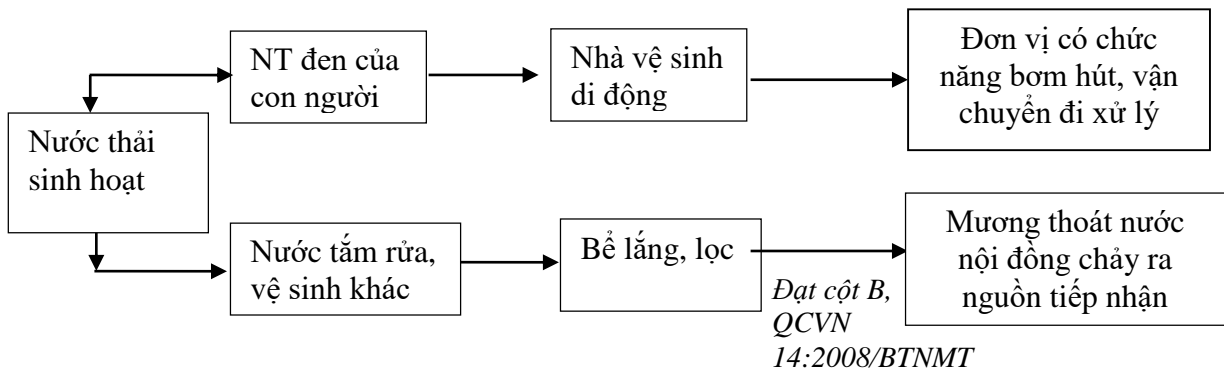 Nước thải
sinh hoạt
NT đen của
con người
Nhà vệ sinh
di động
Đơn vị có chức
năng bơm hút, vận
chuyển đi xử lý
Nước tắm rửa,
vệ sinh khác
Bể lắng, lọc
Đạt cột B,
QCVN
14:2008/BTNMT
Mương thoát nước
nội đồng chảy ra
nguồn tiếp nhận